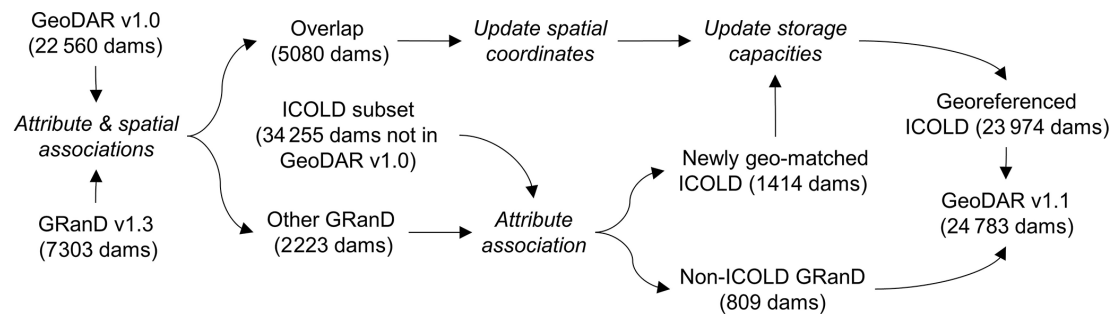 GeoDAR v1.0
(22 560 dams)
Attribute & spatial
associations
GRanD v1.3
(7303 dams)
Overlap
(5080 dams)
ICOLD subset
(34 255 dams not in
GeoDAR v1.0)
Other GRanD
(2223 dams)
Update spatial
coordinates
Attribute
association
Update storage
capacities
Newly geo-matched
ICOLD (1414 dams)
Non-ICOLD GRanD
(809 dams)
Georeferenced
ICOLD (23 974 dams)
GeoDAR v1.1
(24 783 dams)